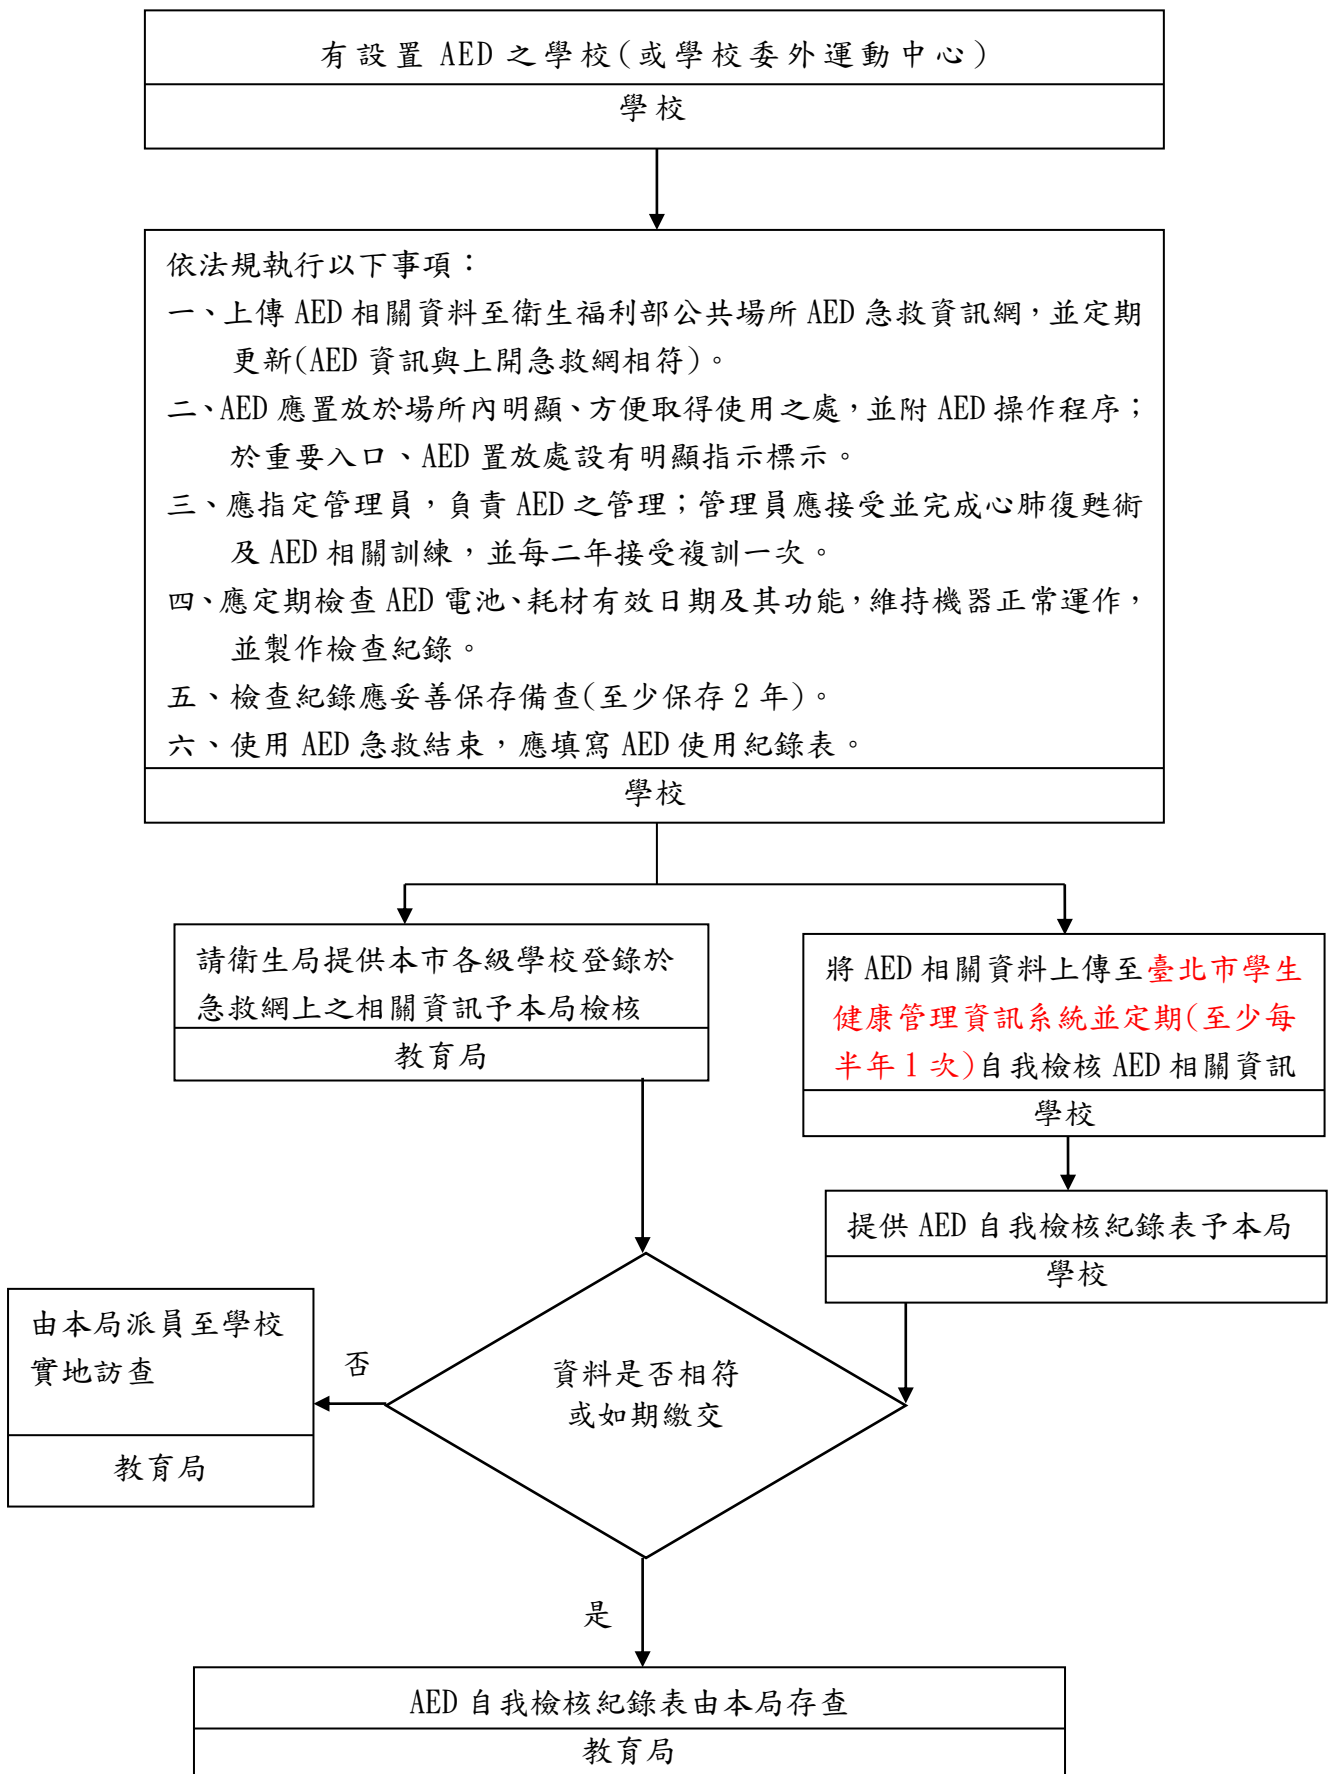 有設置 AED 之學校(或學校委外運動中心)
學校
依法規執行以下事項：
一、上傳 AED 相關資料至衛生福利部公共場所 AED 急救資訊網，並定期
更新(AED 資訊與上開急救網相符)。
二、AED 應置放於場所內明顯、方便取得使用之處，並附 AED 操作程序；
於重要入口、AED 置放處設有明顯指示標示。
三、應指定管理員，負責 AED 之管理；管理員應接受並完成心肺復甦術
及 AED 相關訓練，並每二年接受複訓一次。
四、應定期檢查 AED 電池、耗材有效日期及其功能，維持機器正常運作，
並製作檢查紀錄。
五、檢查紀錄應妥善保存備查(至少保存 2 年)。
六、使用 AED 急救結束，應填寫 AED 使用紀錄表。
學校
請衛生局提供本市各級學校登錄於
急救網上之相關資訊予本局檢核
教育局
將 AED 相關資料上傳至臺北市學生
健康管理資訊系統並定期(至少每
半年 1 次)自我檢核 AED 相關資訊
學校
提供 AED 自我檢核紀錄表予本局
學校
由本局派員至學校
實地訪查
教育局
否
資料是否相符
或如期繳交
是
AED 自我檢核紀錄表由本局存查
教育局